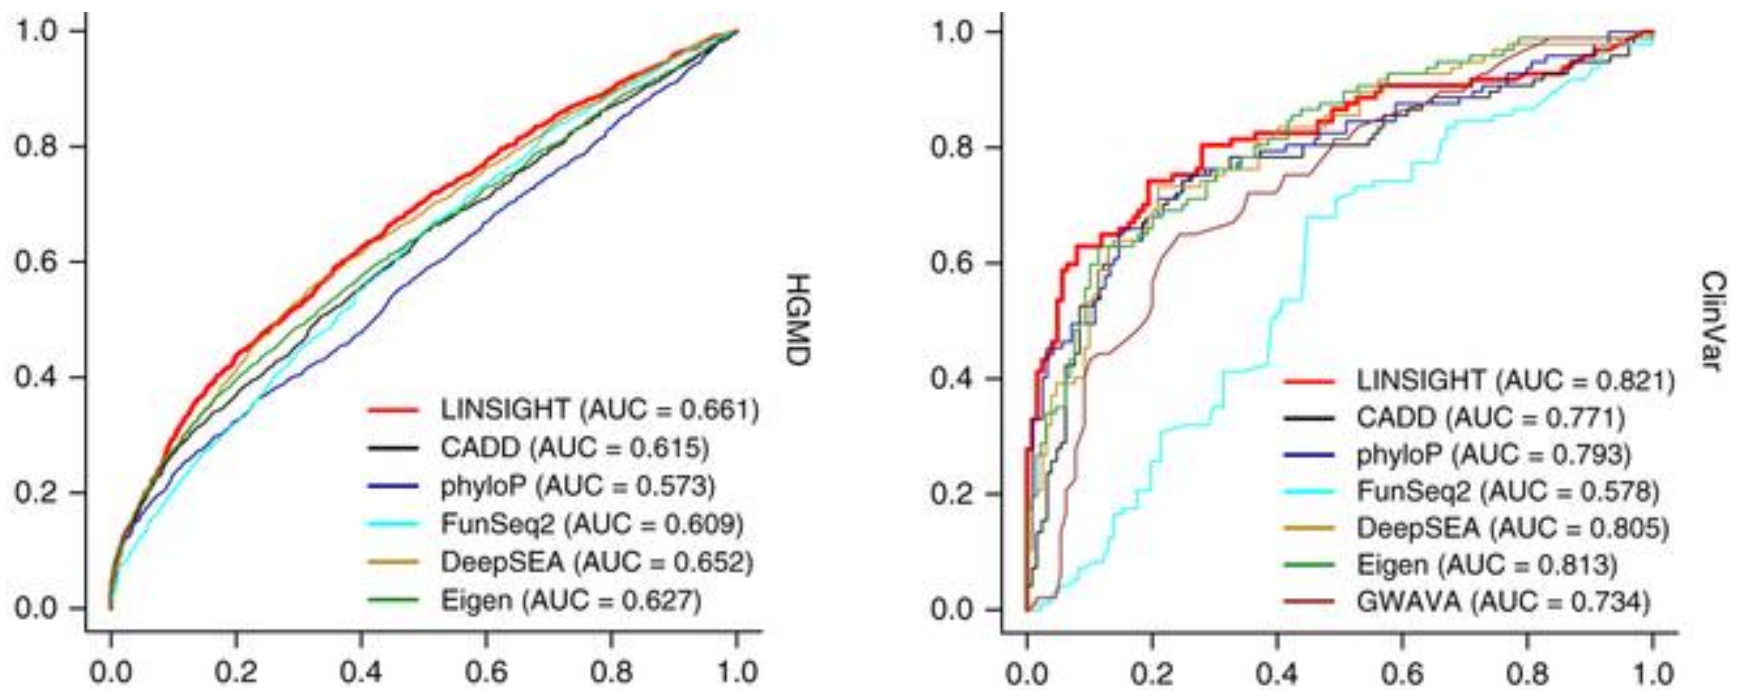 1.0
0.8
0.6
0.4
0.2
0.0
0.0 0.2 0.4 0.6 0.8 1.0
LINSIGHT (AUC = 0.661)
CADD (AUC = 0.615)
phyloP (AUC = 0.573)
FunSeq2 (AUC = 0.609)
DeepSEA (AUC = 0.652)
Eigen (AUC = 0.627)
HGMD
1.0
0.8
0.6
0.4
0.2
0.0
0.0 0.2 0.4 0.6 0.8 1.0
LINSIGHT (AUC = 0.821)
CADD (AUC = 0.771)
phyloP (AUC = 0.793)
FunSeq2 (AUC = 0.578)
DeepSEA (AUC = 0.805)
Eigen (AUC = 0.813)
GWAVA (AUC = 0.734)
ClinVar